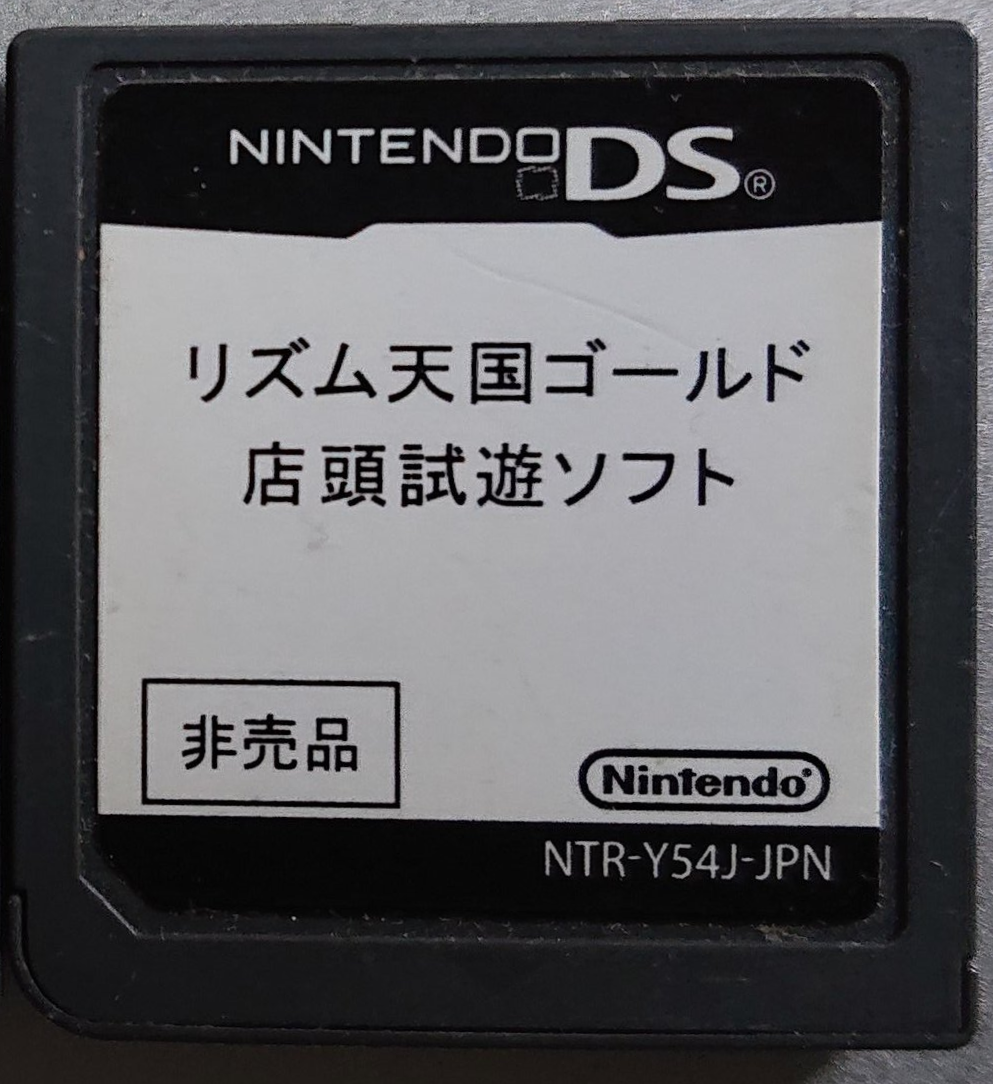 NINTENDO DS®
リズム天国ゴールド
店頭試遊ソフト
非売品
Nintendo®
NTR-Y54J-JPN